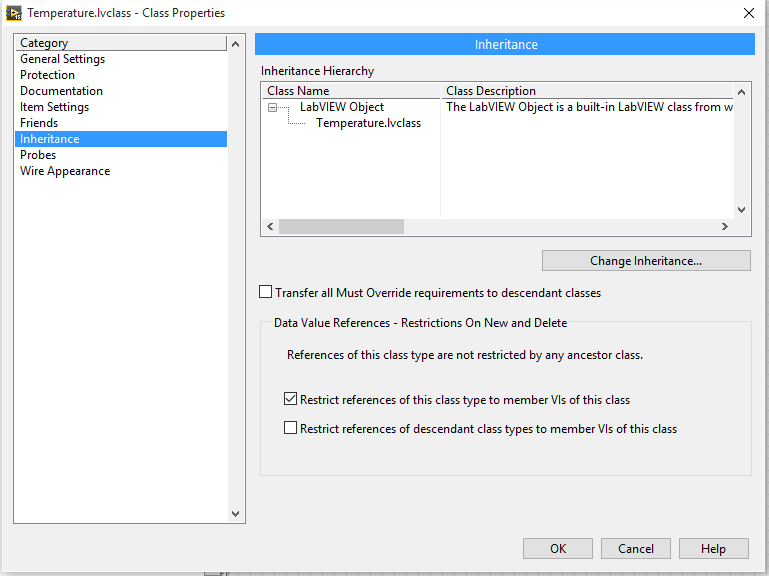 Temperature.lvclass - Class Properties
Category
General Settings
Protection
Documentation
Item Settings
Friends
Inheritance
Probes
Wire Appearance
Inheritance
Inheritance Hierarchy
Class Name Class Description
LabVIEW Object The LabVIEW Object is a built-in LabVIEW class from w
Temperature.lvclass
Change Inheritance...
Transfer all Must Override requirements to descendant classes
Data Value References - Restrictions On New and Delete
References of this class type are not restricted by any ancestor class.
Restrict references of this class type to member VIs of this class
Restrict references of descendant class types to member VIs of this class
OK Cancel Help